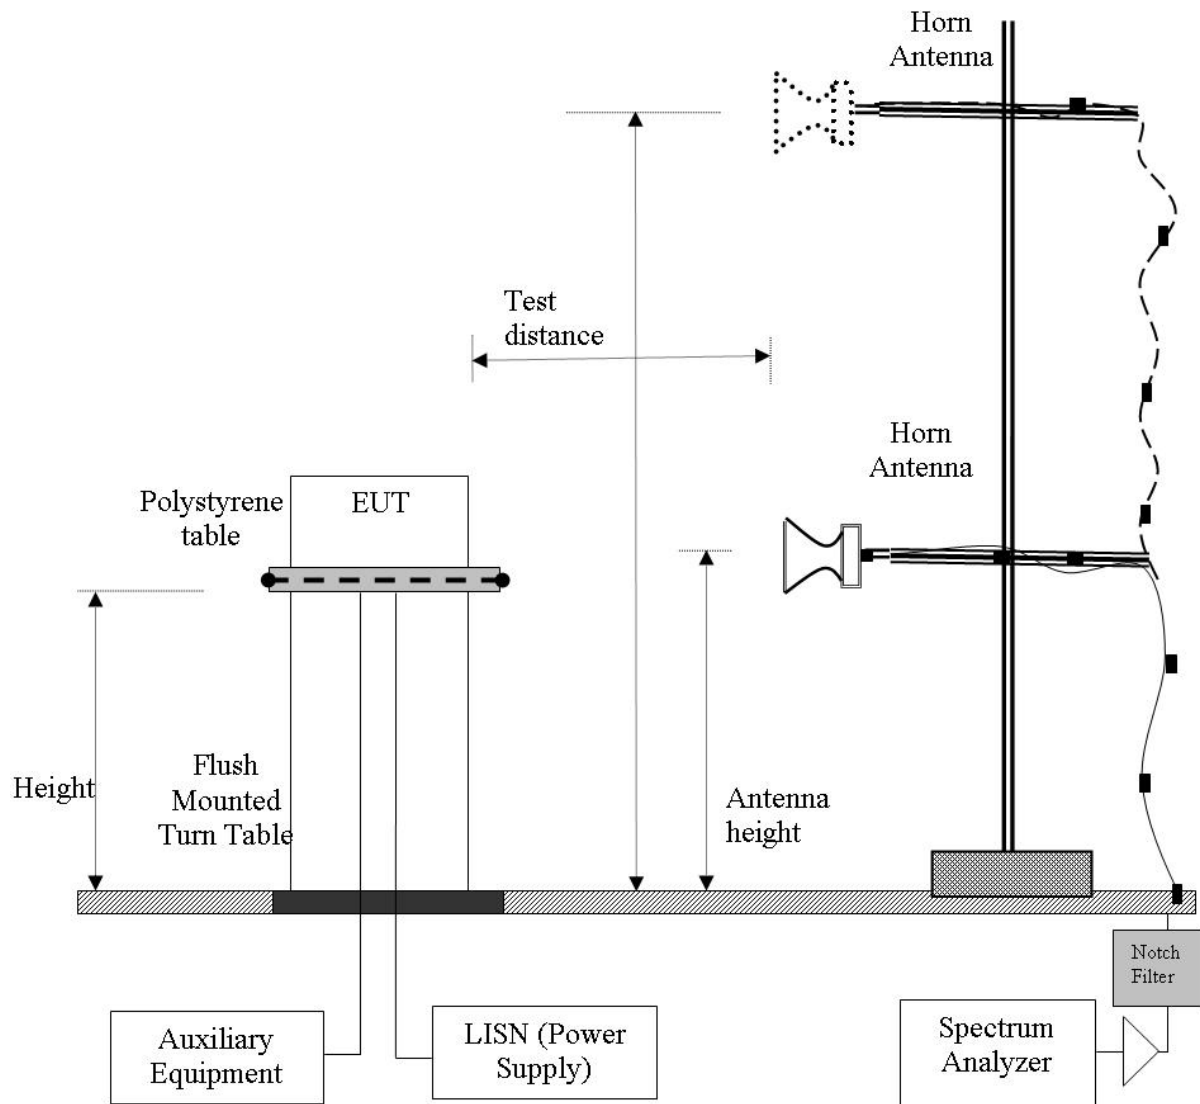 Horn
Antenna
Test
distance
Horn
Antenna
Polystyrene
table
EUT
Height
Flush
Mounted
Turn Table
Antenna
height
Notch
Filter
Auxiliary
Equipment
LISN (Power
Supply)
Spectrum
Analyzer